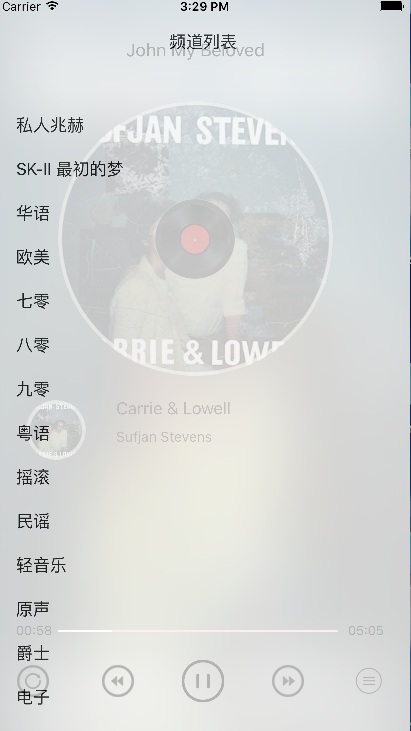 Carrier 3:29 PM
频道列表
John My Beloved
私人兆赫
SUFJAN STEVENS
SK-II 最初的梦
华语
欧美
七零
八零
CARRIE & LOWELL
九零
Carrie & Lowell
粤语
Sufjan Stevens
摇滚
民谣
轻音乐
原声
00:58 05:05
爵士
电子